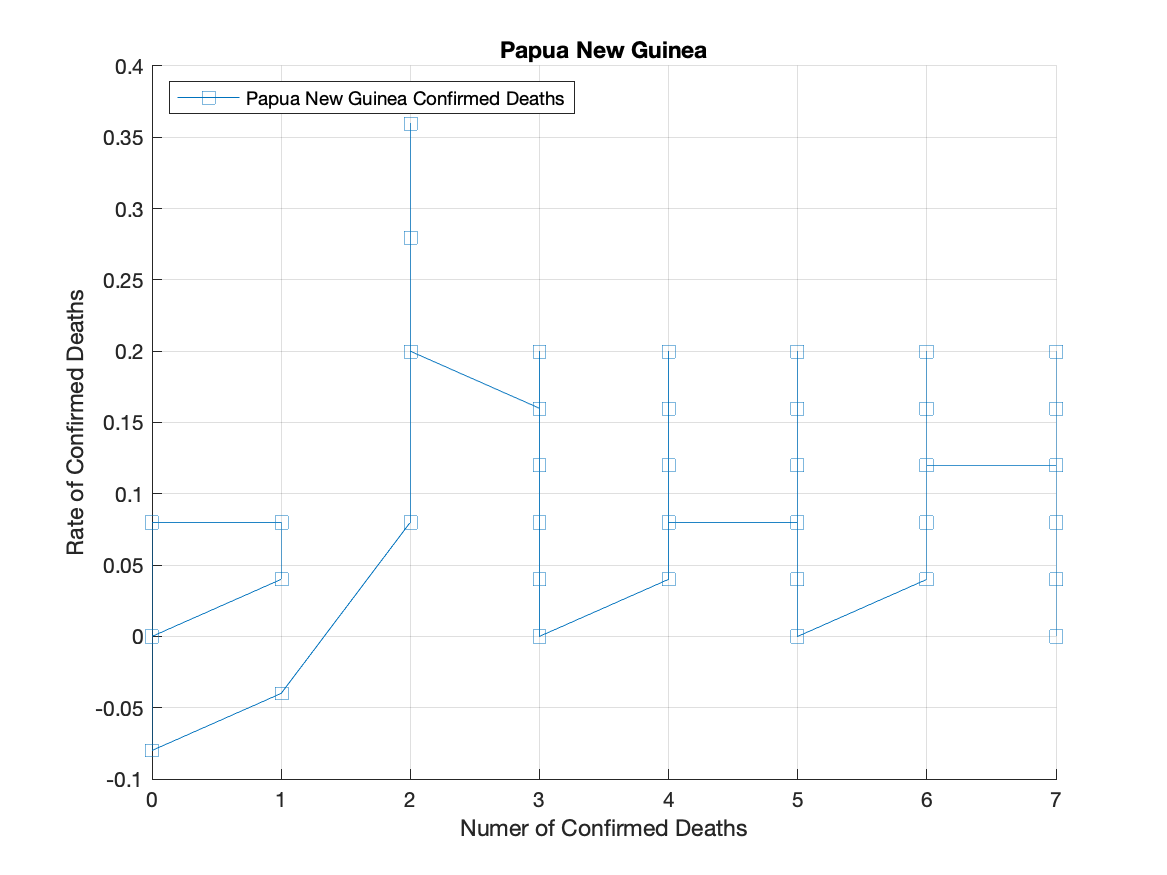 Papua New Guinea
Papua New Guinea Confirmed Deaths
0.4
0.35
0.3
0.25
0.2
0.15
0.1
0.05
0
-0.05
-0.1
Rate of Confirmed Deaths
0 1 2 3 4 5 6 7
Numer of Confirmed Deaths